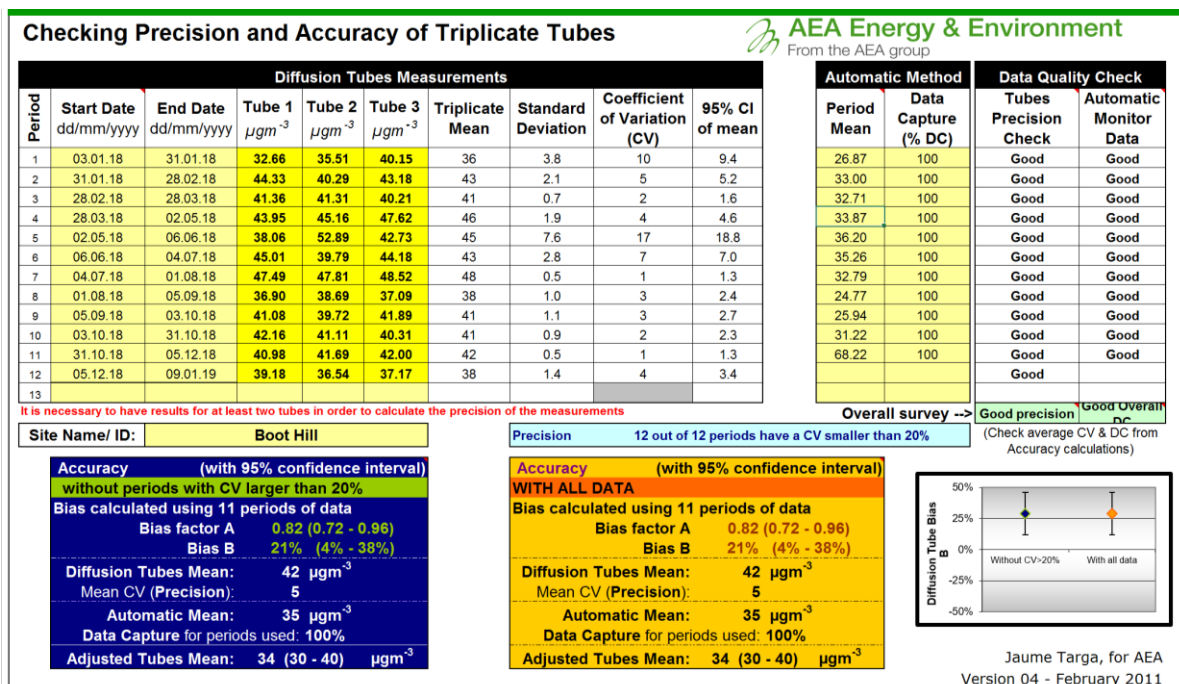 Checking Precision and Accuracy of Triplicate Tubes
AEA Energy & Environment
From the AEA group
Diffusion Tubes Measurements
Period Start Date dd/mm/yyyy End Date dd/mm/yyyy Tube 1 µgm-3 Tube 2 µgm-3 Tube 3 µgm-3 Triplicate Mean Standard Deviation Coefficient of Variation (CV) 95% CI of mean
1 03.01.18 31.01.18 32.66 35.51 40.15 36 3.8 10 9.4
2 31.01.18 28.02.18 44.33 40.29 43.18 43 2.1 5 5.2
3 28.02.18 28.03.18 41.36 41.31 40.21 41 0.7 2 1.6
4 28.03.18 02.05.18 43.95 45.16 47.62 46 1.9 4 4.6
5 02.05.18 06.06.18 38.06 52.89 42.73 45 7.6 17 18.8
6 06.06.18 04.07.18 45.01 39.79 44.18 43 2.8 7 7.0
7 04.07.18 01.08.18 47.49 47.81 48.52 48 0.5 1 1.3
8 01.08.18 05.09.18 36.90 38.69 37.09 38 1.0 3 2.4
9 05.09.18 03.10.18 41.08 39.72 41.89 41 1.1 3 2.7
10 03.10.18 31.10.18 42.16 41.11 40.31 41 0.9 2 2.3
11 31.10.18 05.12.18 40.98 41.69 42.00 42 0.5 1 1.3
12 05.12.18 09.01.19 39.18 36.54 37.17 38 1.4 4 3.4
13
Automatic Method Data Quality Check
Period Mean Data Capture (% DC) Tubes Precision Check Automatic Monitor Data
26.87 100 Good Good
33.00 100 Good Good
32.71 100 Good Good
33.87 100 Good Good
36.20 100 Good Good
35.26 100 Good Good
32.79 100 Good Good
24.77 100 Good Good
25.94 100 Good Good
31.22 100 Good Good
68.22 100 Good Good
Good
It is necessary to have results for at least two tubes in order to calculate the precision of the measurements
Overall survey --> Good precision Good Overall DC
(Check average CV & DC from Accuracy calculations)
Site Name/ ID: Boot Hill
Precision 12 out of 12 periods have a CV smaller than 20%
Accuracy (with 95% confidence interval)
without periods with CV larger than 20%
Bias calculated using 11 periods of data
Bias factor A 0.82 (0.72 - 0.96)
Bias B 21% (4% - 38%)
Diffusion Tubes Mean: 42 µgm-3
Mean CV (Precision): 5
Automatic Mean: 35 µgm-3
Data Capture for periods used: 100%
Adjusted Tubes Mean: 34 (30 - 40) µgm-3
Accuracy (with 95% confidence interval)
WITH ALL DATA
Bias calculated using 11 periods of data
Bias factor A 0.82 (0.72 - 0.96)
Bias B 21% (4% - 38%)
Diffusion Tubes Mean: 42 µgm-3
Mean CV (Precision): 5
Automatic Mean: 35 µgm-3
Data Capture for periods used: 100%
Adjusted Tubes Mean: 34 (30 - 40) µgm-3
Diffusion Tube Bias B
50%
25%
0%
-25%
-50%
Without CV>20% With all data
Jaume Targa, for AEA
Version 04 - February 2011